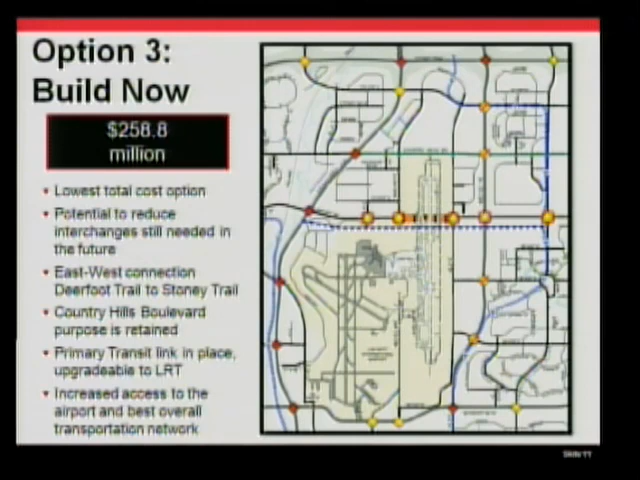 Option 3:
Build Now
$258.8
million
Lowest total cost option
Potential to reduce
interchanges still needed in
the future
East-West connection
Deerfoot Trail to Stoney Trail
Country Hills Boulevard
purpose is retained
Primary Transit link in place,
upgradeable to LRT
Increased access to the
airport and best overall
transportation network